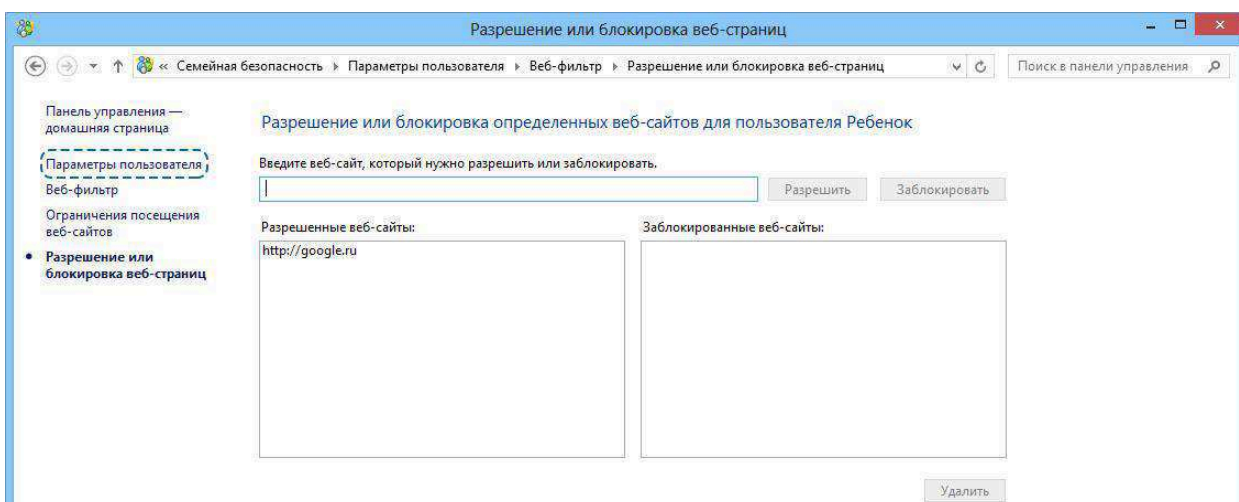 Разрешение или блокировка веб-страниц
« Семейная безопасность Параметры пользователя Веб-фильтр Разрешение или блокировка веб-страниц
Поиск в панели управления
Панель управления —
домашняя страница
Параметры пользователя
Веб-фильтр
Ограничения посещения
веб-сайтов
• Разрешение или
блокировка веб-страниц
Разрешение или блокировка определенных веб-сайтов для пользователя Ребенок
Введите веб-сайт, который нужно разрешить или заблокировать.
Разрешить Заблокировать
Разрешенные веб-сайты: Заблокированные веб-сайты:
http://google.ru
Удалить